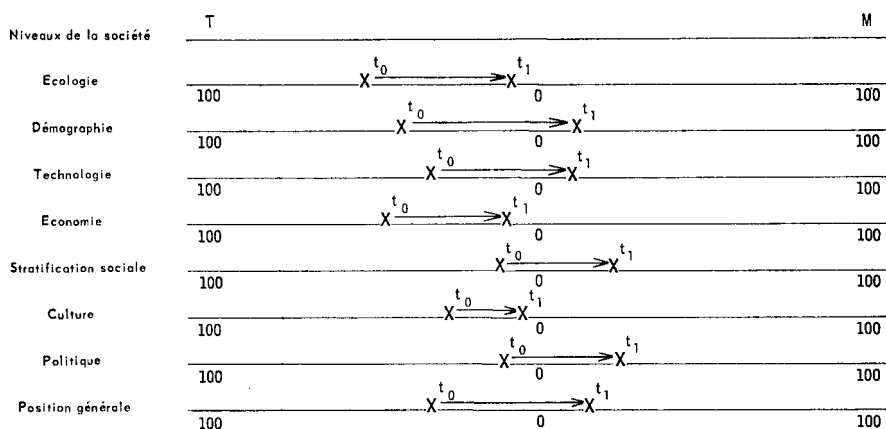 T M
Niveaux de la société
t0 t1
Ecologie
100 0 100
t0 t1
Démographie
100 0 100
t0 t1
Technologie
100 0 100
t0 t1
Economie
100 0 100
t0 t1
Stratification sociale
100 0 100
t0 t1
Culture
100 0 100
t0 t1
Politique
100 0 100
t0 t1
Position générale
100 0 100